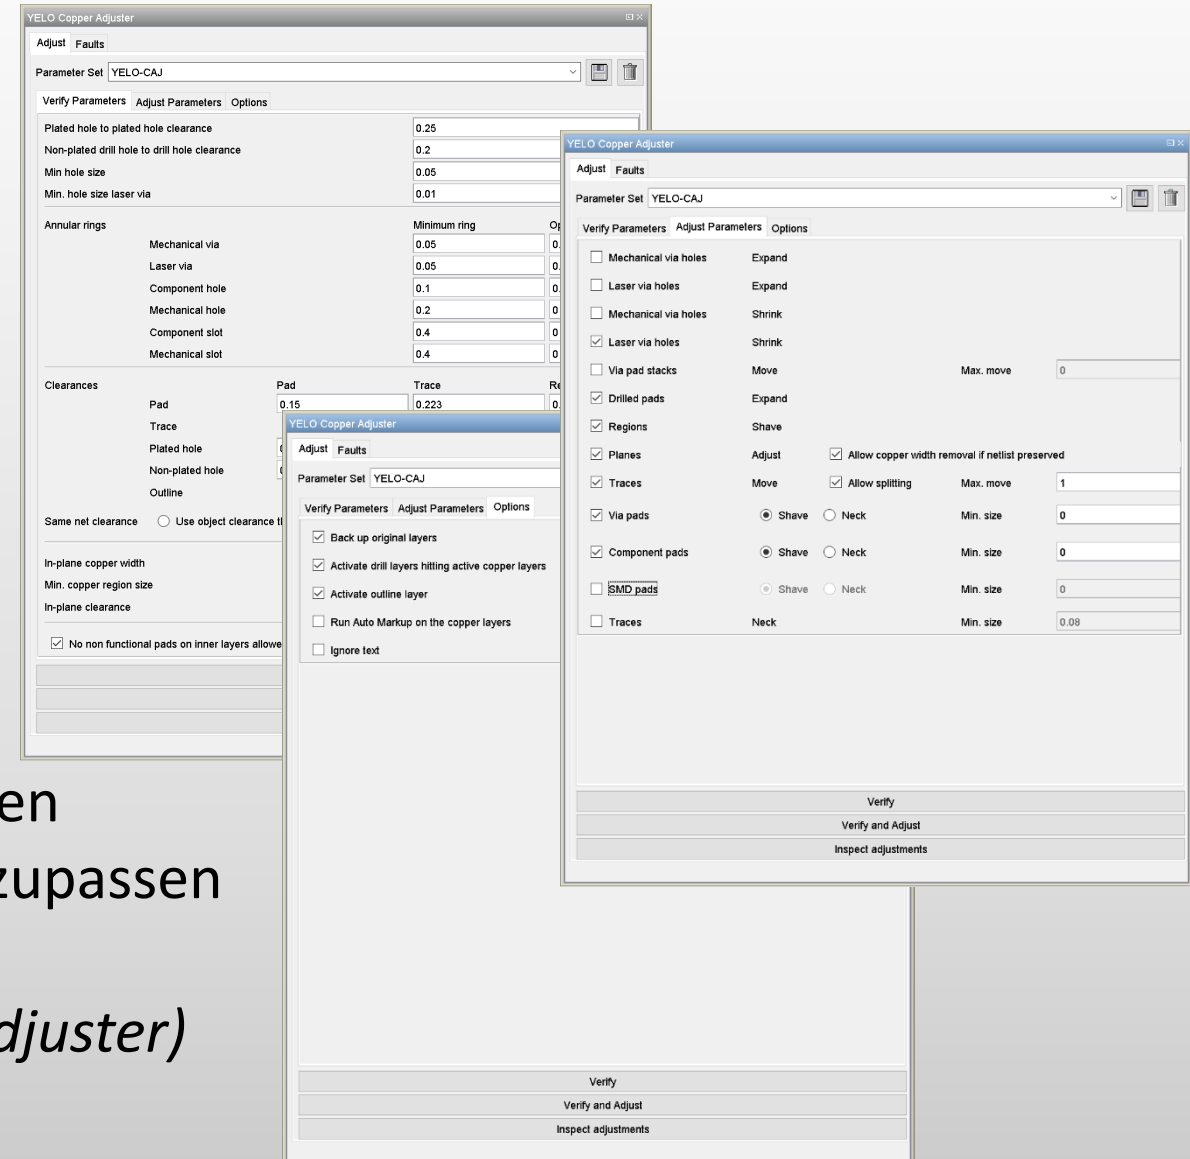 YELO Copper Adjuster
Adjust Faults
Parameter Set YELO-CAJ
Verify Parameters Adjust Parameters Options
Plated hole to plated hole clearance 0.25
Non-plated drill hole to drill hole clearance 0.2
Min hole size 0.05
Min. hole size laser via 0.01
Annular rings Minimum ring
Mechanical via 0.05
Laser via 0.05
Component hole 0.1
Mechanical hole 0.2
Component slot 0.4
Mechanical slot 0.4
Clearances Pad Trace
Pad 0.15 0.223
Trace
Plated hole
Non-plated hole
Outline
Same net clearance Use object clearance
In-plane copper width
Min. copper region size
In-plane clearance
No non functional pads on inner layers allowe
YELO Copper Adjuster
Adjust Faults
Parameter Set YELO-CAJ
Verify Parameters Adjust Parameters Options
Back up original layers
Activate drill layers hitting active copper layers
Activate outline layer
Run Auto Markup on the copper layers
Ignore text
Verify
Verify and Adjust
Inspect adjustments
YELO Copper Adjuster
Adjust Faults
Parameter Set YELO-CAJ
Verify Parameters Adjust Parameters Options
Mechanical via holes Expand
Laser via holes Expand
Mechanical via holes Shrink
Laser via holes Shrink
Via pad stacks Move Max. move 0
Drilled pads Expand
Regions Shave
Planes Adjust Allow copper width removal if netlist preserved
Traces Move Allow splitting Max. move 1
Via pads Shave Neck Min. size 0
Component pads Shave Neck Min. size 0
SMD pads Shave Neck Min. size 0
Traces Neck Min. size 0.08
Verify
Verify and Adjust
Inspect adjustments
en
zupassen
djuster)